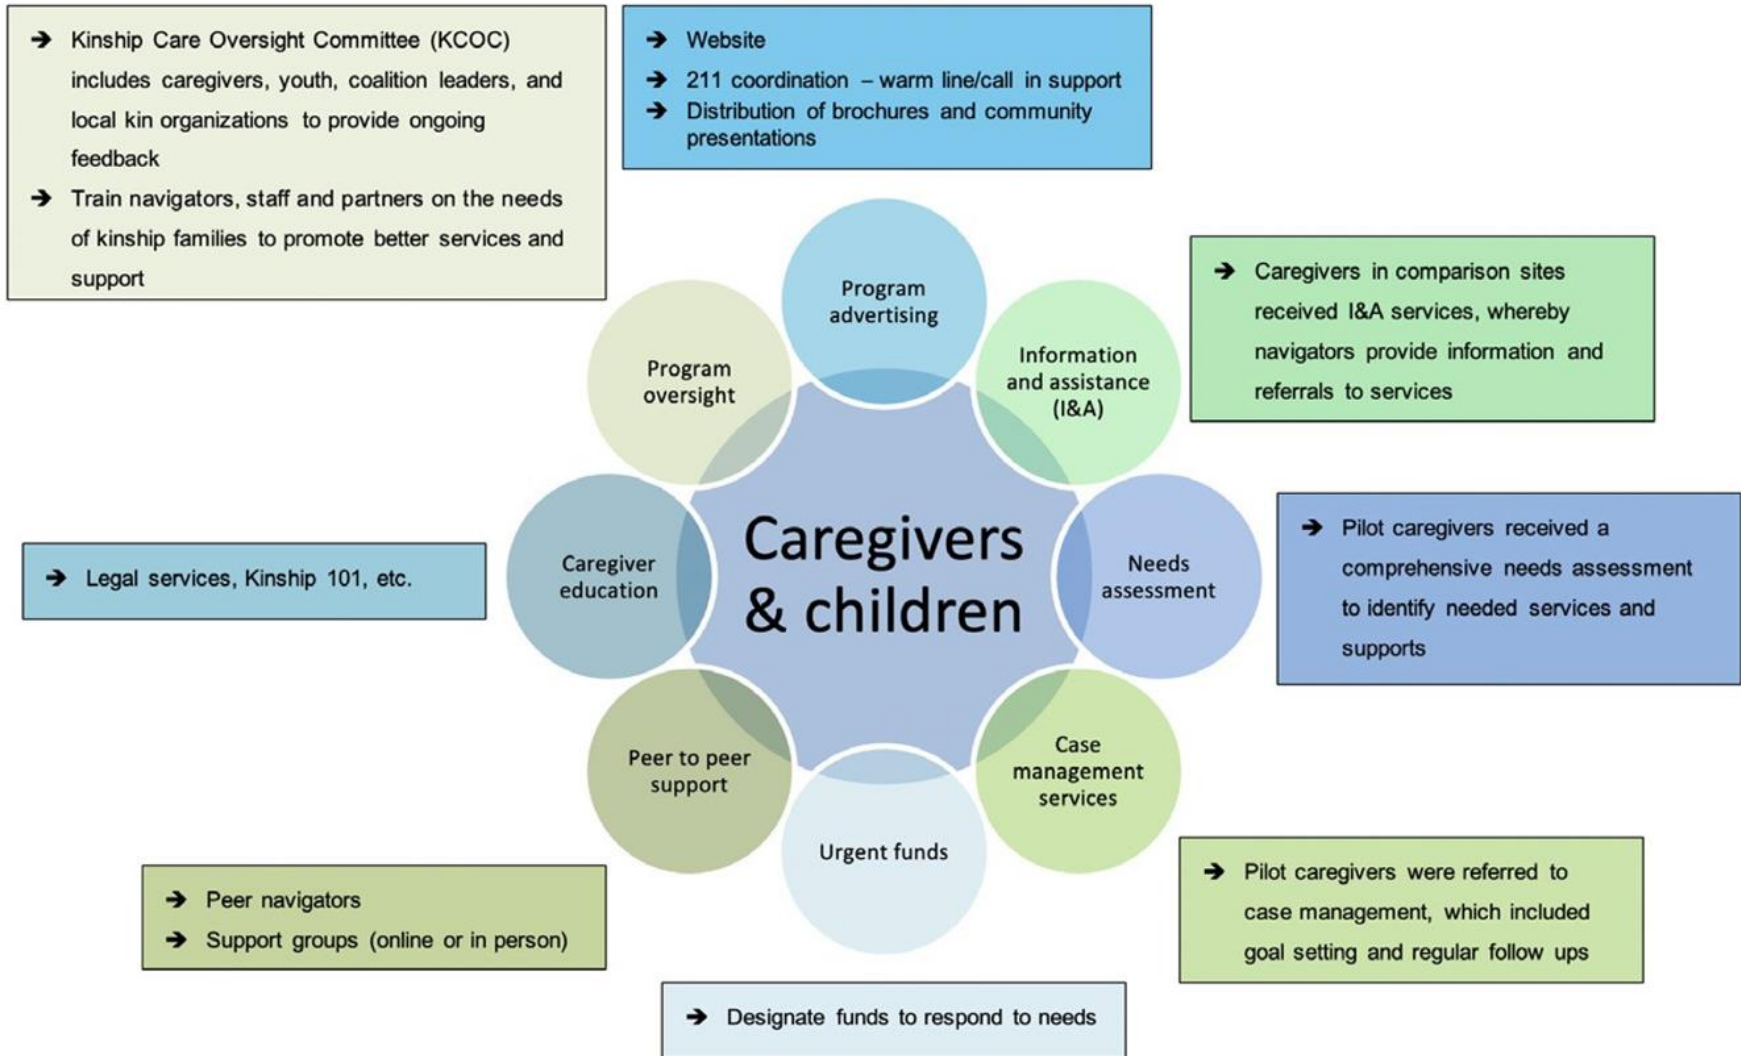 ➔ Kinship Care Oversight Committee (KCOC)
includes caregivers, youth, coalition leaders, and
local kin organizations to provide ongoing
feedback
➔ Train navigators, staff and partners on the needs
of kinship families to promote better services and
support
➔ Website
➔ 211 coordination – warm line/call in support
➔ Distribution of brochures and community
presentations
Program
advertising
Information
and assistance
(I&A)
➔ Caregivers in comparison sites
received I&A services, whereby
navigators provide information and
referrals to services
Program
oversight
Caregivers
& children
Needs
assessment
➔ Pilot caregivers received a
comprehensive needs assessment
to identify needed services and
supports
➔ Legal services, Kinship 101, etc.
Caregiver
education
Peer to peer
support
Case
management
services
Urgent funds
➔ Peer navigators
➔ Support groups (online or in person)
➔ Pilot caregivers were referred to
case management, which included
goal setting and regular follow ups
➔ Designate funds to respond to needs